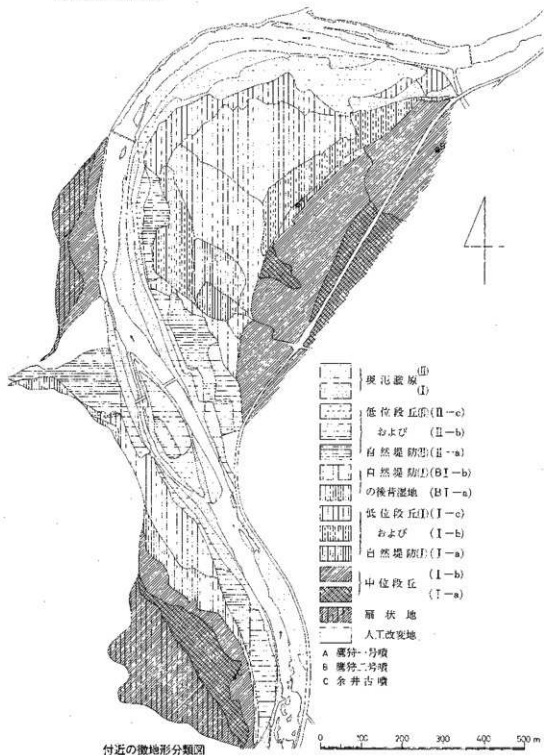 現氾濫原 (Ⅱ)
(Ⅰ)
低位段丘(Ⅱ) (Ⅱ-c)
および (Ⅱ-b)
自然堤防(Ⅱ) (Ⅱ-a)
自然堤防(Ⅰ) (BⅠ-b)
の後背湿地 (BⅠ-a)
低位段丘(Ⅰ) (Ⅰ-c)
および (Ⅰ-b)
自然堤防(Ⅰ) (Ⅰ-a)
中位段丘 (Ⅰ-b)
(Ⅰ-a)
扇状地
人工改変地
A 鷹狩一号墳
B 鷹狩二号墳
C 余井古墳
0 100 200 300 400 500 m
付近の微地形分類図